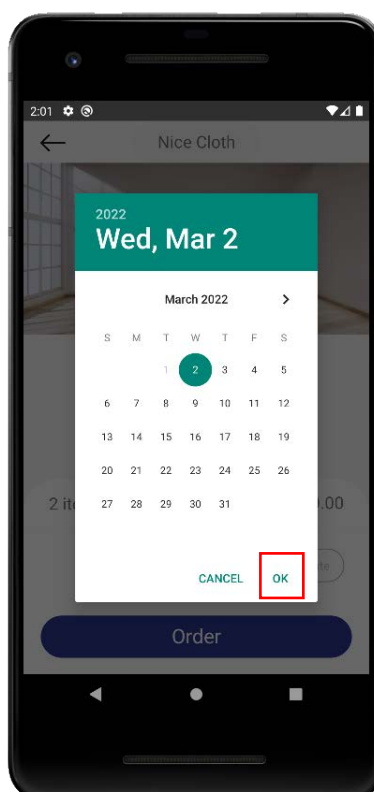 2:01
Nice Cloth
2022
Wed, Mar 2
March 2022
S M T W T F S
1 2 3 4 5
6 7 8 9 10 11 12
13 14 15 16 17 18 19
20 21 22 23 24 25 26
2 it .00
27 28 29 30 31
CANCEL OK
Order